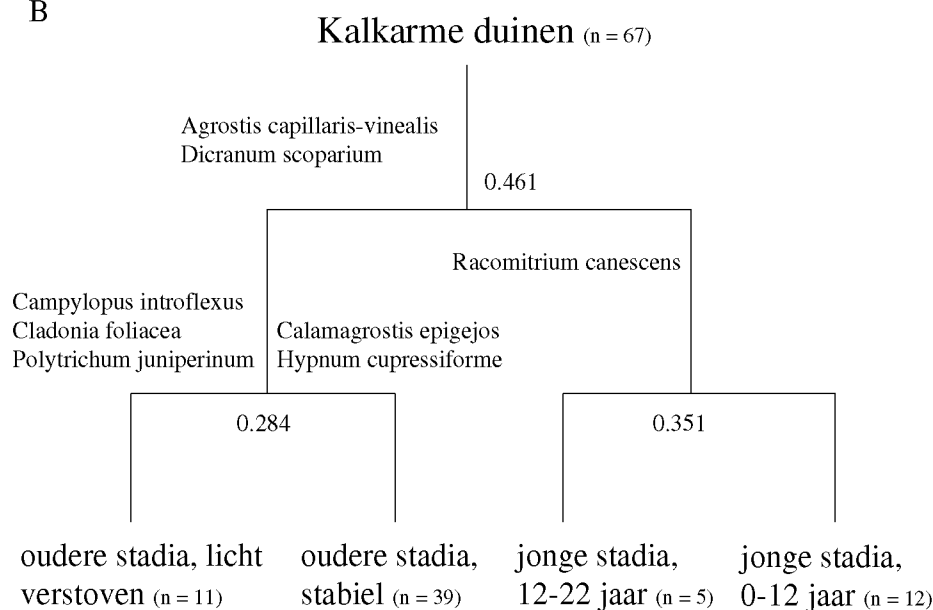 B
Kalkarme duinen (n = 67)
Agrostis capillaris-vinealis
Dicranum scoparium
0.461
Racomitrium canescens
Campylopus introflexus
Cladonia foliacea
Polytrichum juniperinum
Calamagrostis epigejos
Hypnum cupressiforme
0.284
0.351
oudere stadia, licht
verstoven (n = 11)
oudere stadia,
stabiel (n = 39)
jonge stadia,
12-22 jaar (n = 5)
jonge stadia,
0-12 jaar (n = 12)